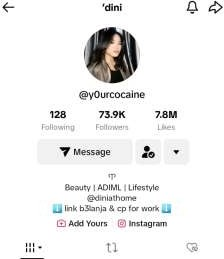 'dini
@y0urcocaine
128 73.9K 7.8M
Following Followers Likes
Message
Beauty | ADIML | Lifestyle
@diniathome
⬇️ link b3lanja & cp for work ⬇️
Add Yours Instagram